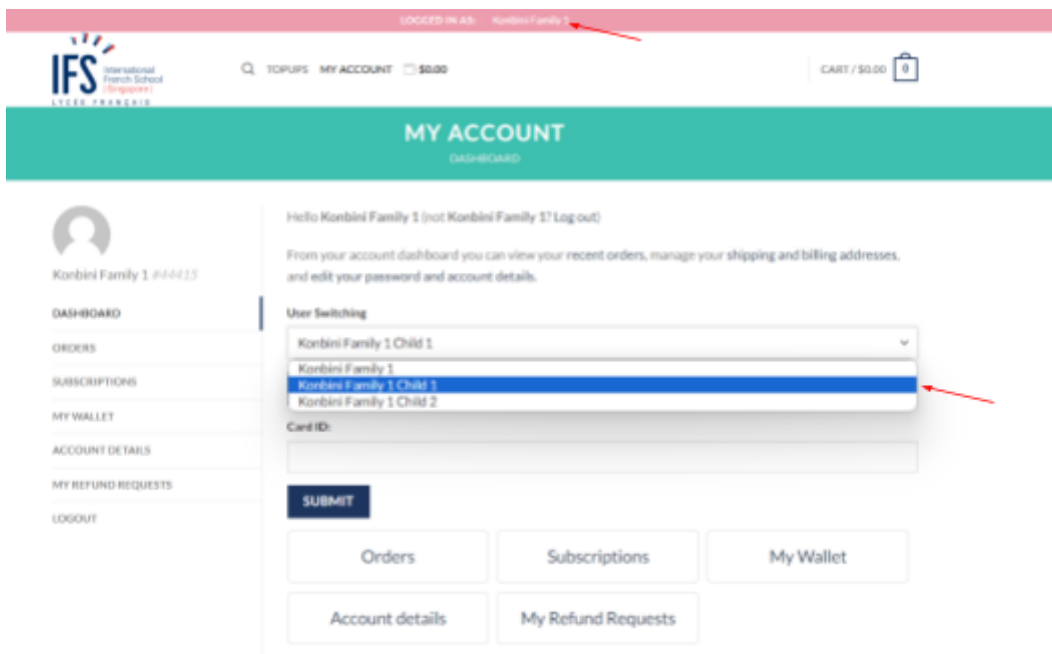 LOGGED IN AS: Konbini Family 1
IFS International French School (Singapore)
LYCÉE FRANÇAIS
TOPUPS MY ACCOUNT $0.00
CART / $0.00 0
MY ACCOUNT
DASHBOARD
Konbini Family 1 #44415
DASHBOARD
ORDERS
SUBSCRIPTIONS
MY WALLET
ACCOUNT DETAILS
MY REFUND REQUESTS
LOGOUT
Hello Konbini Family 1 (not Konbini Family 1? Log out)
From your account dashboard you can view your recent orders, manage your shipping and billing addresses,
and edit your password and account details.
User Switching
Konbini Family 1 Child 1
Konbini Family 1
Konbini Family 1 Child 1
Konbini Family 1 Child 2
Card ID:
SUBMIT
Orders Subscriptions My Wallet
Account details My Refund Requests